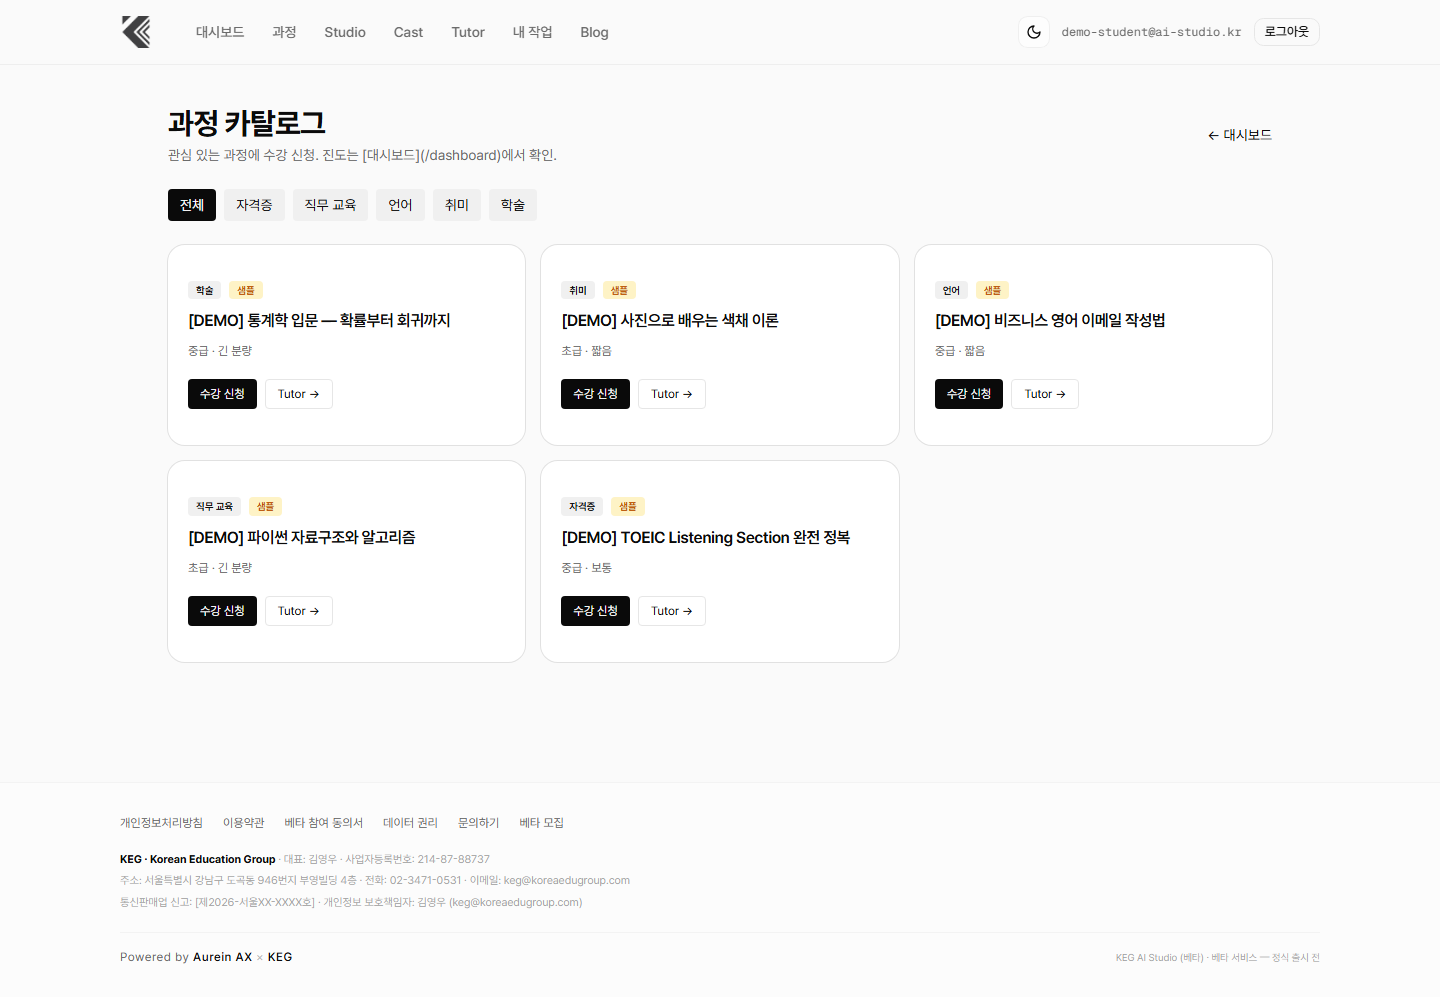 대시보드 과정 Studio Cast Tutor 내 작업 Blog demo-student@ai-studio.kr 로그아웃
과정 카탈로그
← 대시보드
관심 있는 과정에 수강 신청. 진도는 [대시보드](/dashboard)에서 확인.
전체 자격증 직무 교육 언어 취미 학술
학술 샘플
[DEMO] 통계학 입문 — 확률부터 회귀까지
중급 · 긴 분량
수강 신청 Tutor →
취미 샘플
[DEMO] 사진으로 배우는 색채 이론
초급 · 짧음
수강 신청 Tutor →
언어 샘플
[DEMO] 비즈니스 영어 이메일 작성법
중급 · 짧음
수강 신청 Tutor →
직무 교육 샘플
[DEMO] 파이썬 자료구조와 알고리즘
초급 · 긴 분량
수강 신청 Tutor →
자격증 샘플
[DEMO] TOEIC Listening Section 완전 정복
중급 · 보통
수강 신청 Tutor →
개인정보처리방침 이용약관 베타 참여 동의서 데이터 권리 문의하기 베타 모집
KEG · Korean Education Group · 대표: 김영우 · 사업자등록번호: 214-87-88737
주소: 서울특별시 강남구 도곡동 946번지 부영빌딩 4층 · 전화: 02-3471-0531 · 이메일: keg@koreaedugroup.com
통신판매업 신고: [제2026-서울XX-XXXX호] · 개인정보 보호책임자: 김영우 (keg@koreaedugroup.com)
Powered by Aurein AX × KEG
KEG AI Studio (베타) · 베타 서비스 — 정식 출시 전